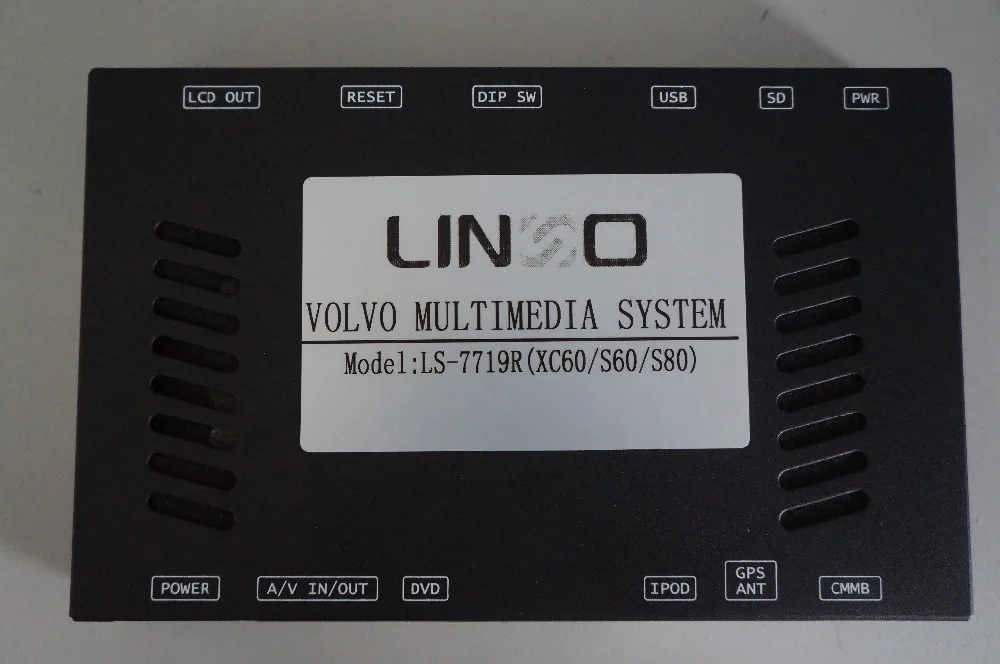 LCD OUT RESET DIP SW USB SD PWR
LINSO
VOLVO MULTIMEDIA SYSTEM
Model:LS-7719R(XC60/S60/S80)
POWER A/V IN/OUT DVD IPOD GPS ANT CMMB